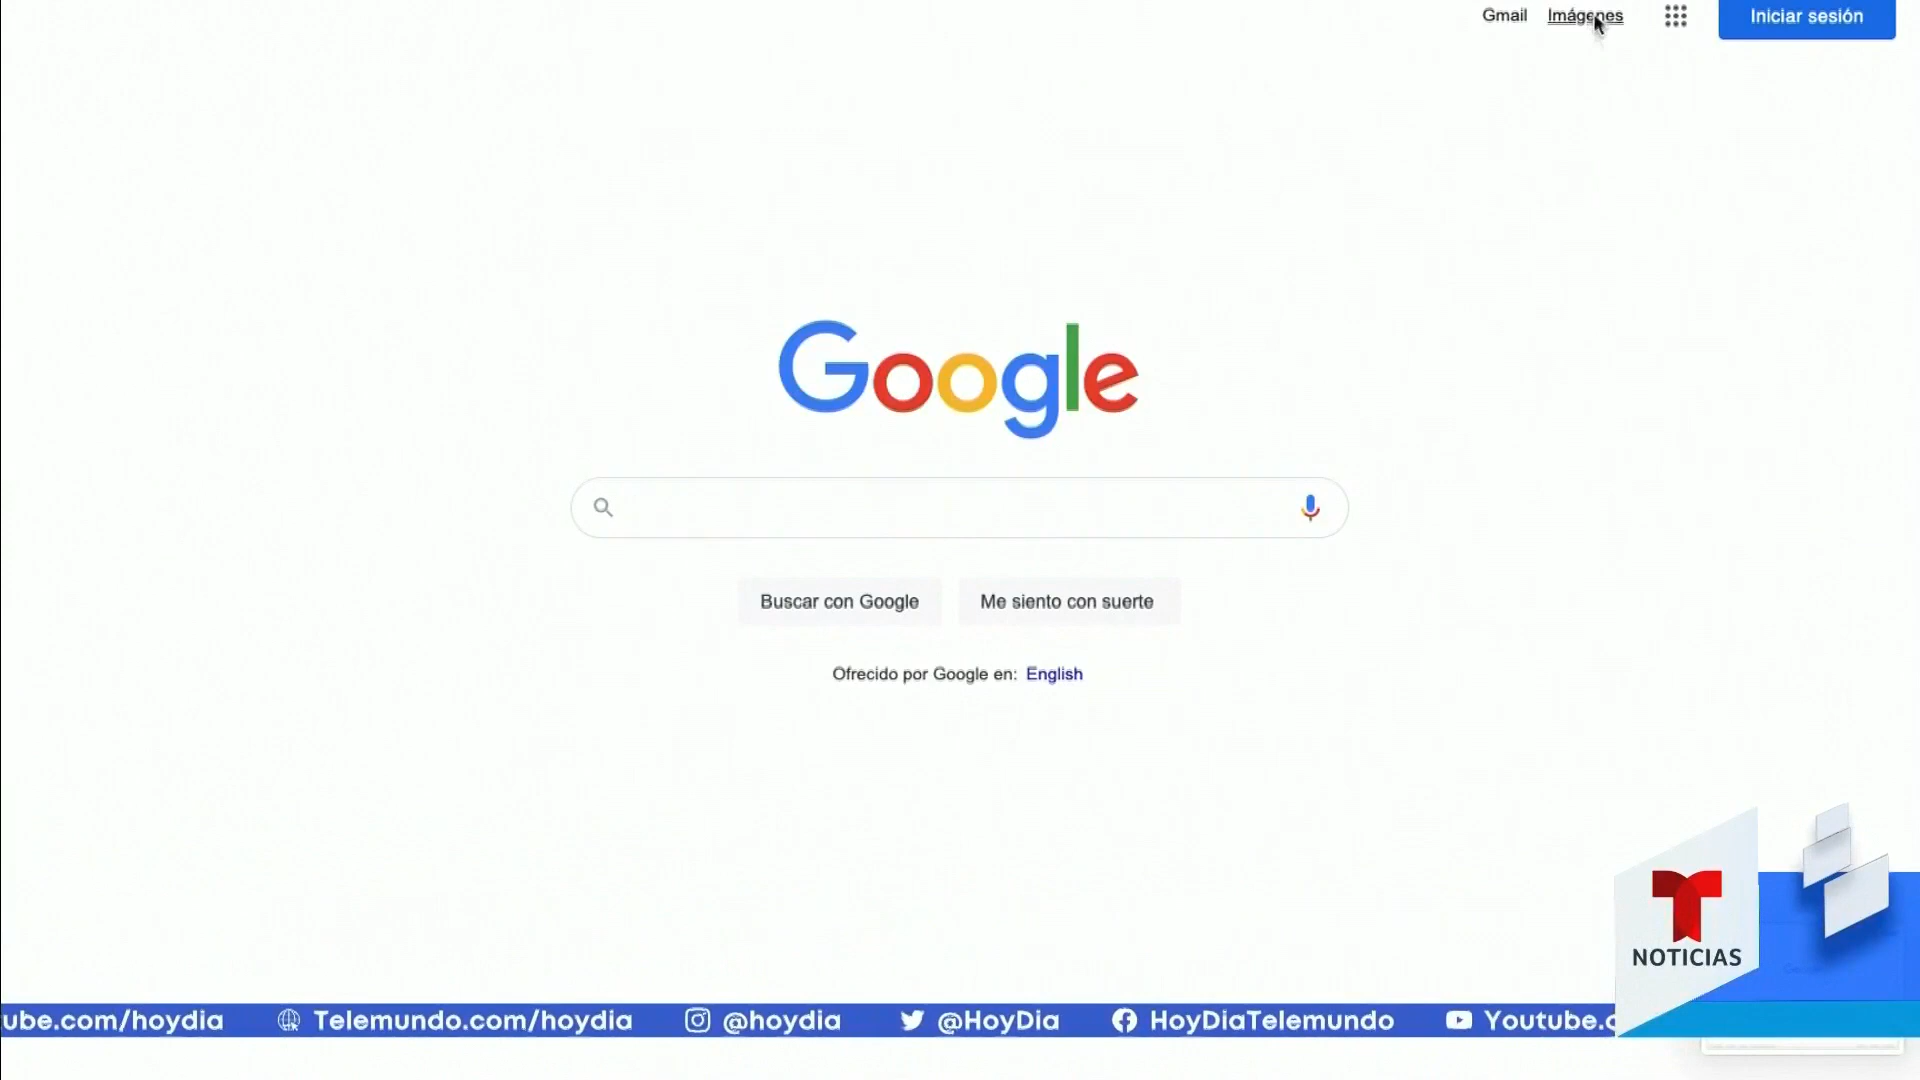 Gmail Imágenes Iniciar sesión
Google
Buscar con Google Me siento con suerte
Ofrecido por Google en: English
NOTICIAS
ube.com/hoydia Telemundo.com/hoydia @hoydia @HoyDia HoyDiaTelemundo Youtube.c